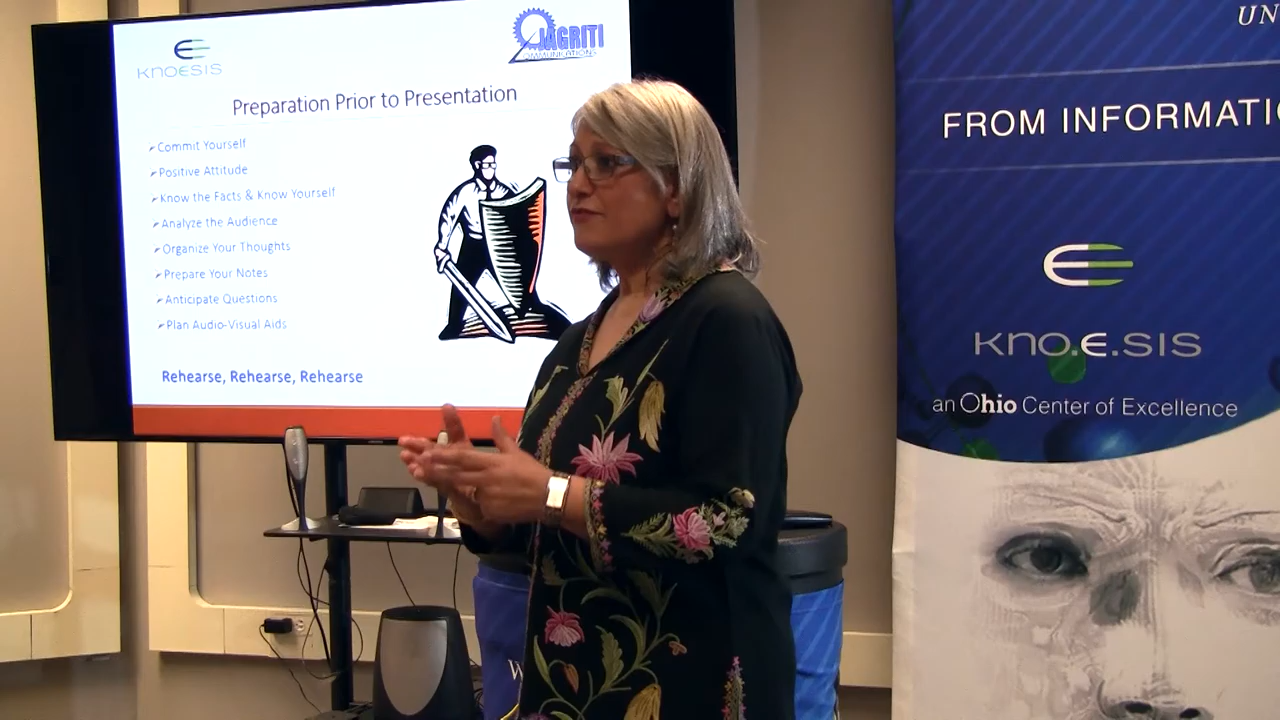 KNOESIS
JAGRITI
COMMUNICATIONS
Preparation Prior to Presentation
Commit Yourself
Positive Attitude
Know the Facts & Know Yourself
Analyze the Audience
Organize Your Thoughts
Prepare Your Notes
Anticipate Questions
Plan Audio-Visual Aids
Rehearse, Rehearse, Rehearse
UN
FROM INFORMATI
KNO.E.SIS
an Ohio Center of Excellence
W